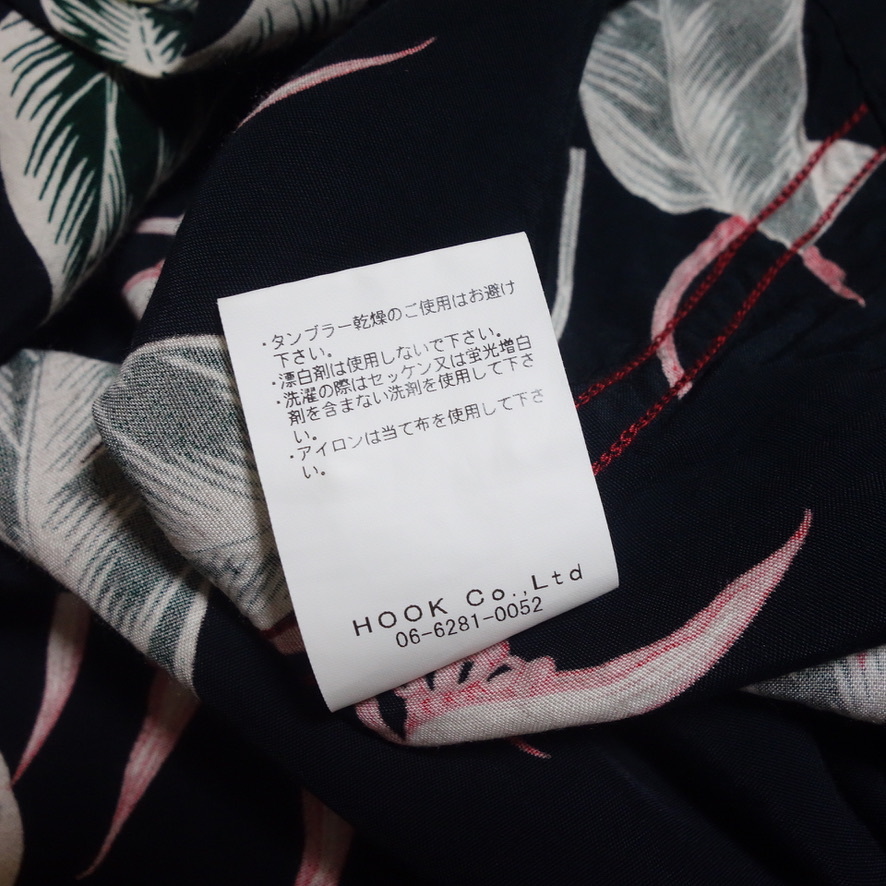 ・タンブラー乾燥のご使用はお避け
下さい。
・漂白剤は使用しないで下さい。
・洗濯の際はセッケン又は蛍光増白
剤を含まない洗剤を使用して下さ
い。
・アイロンは当て布を使用して下さ
い。
HOOK Co.,Ltd
06-6281-0052